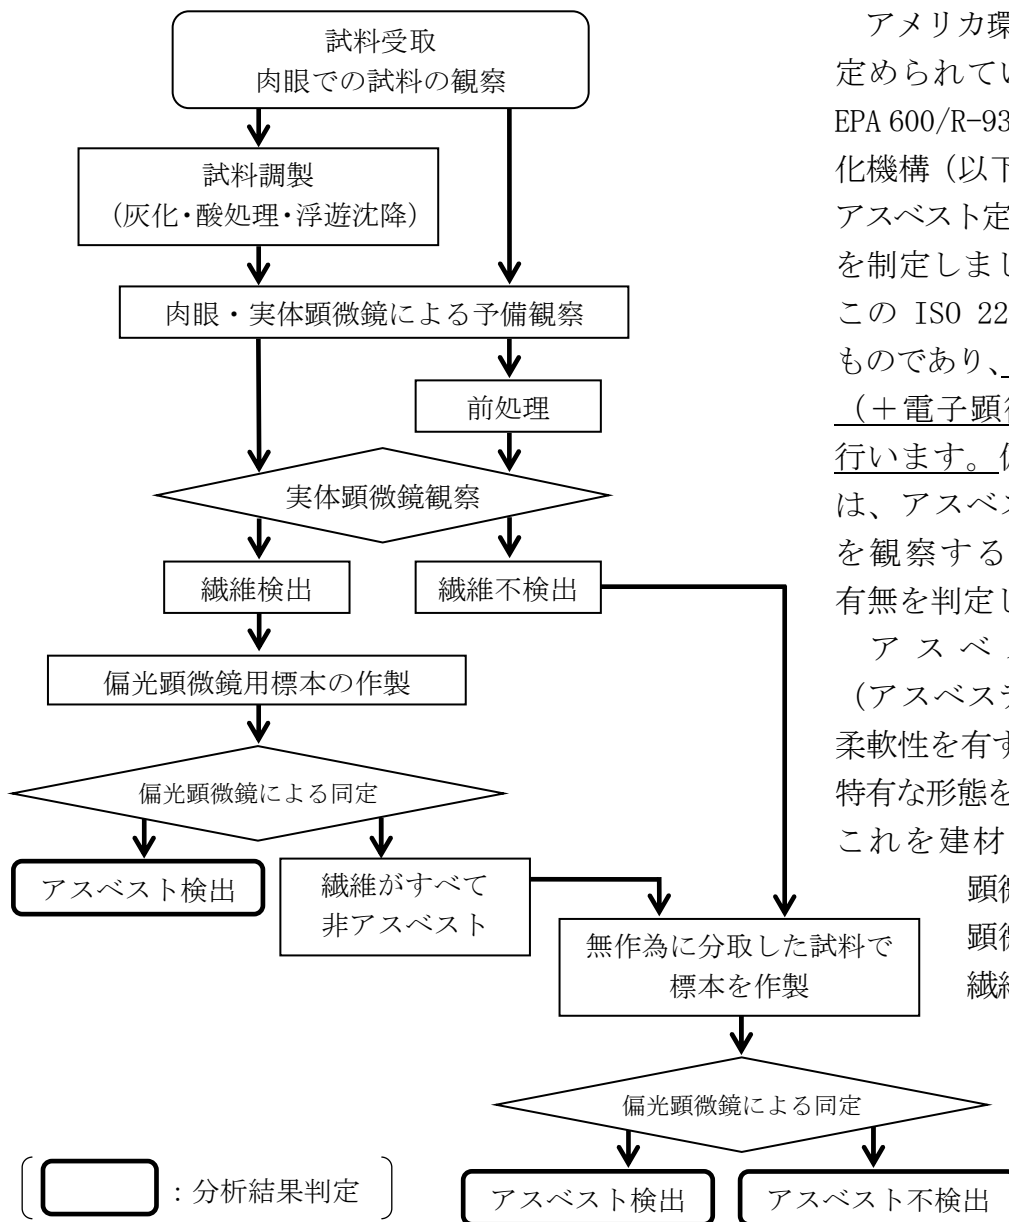 試料受取
肉眼での試料の観察
試料調製
（灰化・酸処理・浮遊沈降）
肉眼・実体顕微鏡による予備観察
前処理
実体顕微鏡観察
繊維検出
繊維不検出
偏光顕微鏡用標本の作製
偏光顕微鏡による同定
アスベスト検出
繊維がすべて
非アスベスト
無作為に分取した試料で
標本を作製
偏光顕微鏡による同定
アスベスト検出
アスベスト不検出
：分析結果判定
アメリカ環
定められてい
EPA 600/R-93
化機構（以下
アスベスト定
を制定しまし
この ISO 22
ものであり、
（＋電子顕微
行います。
は、アスベス
を観察する
有無を判定し
アスベ
（アスベス
柔軟性を有す
特有な形態を
これを建材
顕微
顕微
繊維